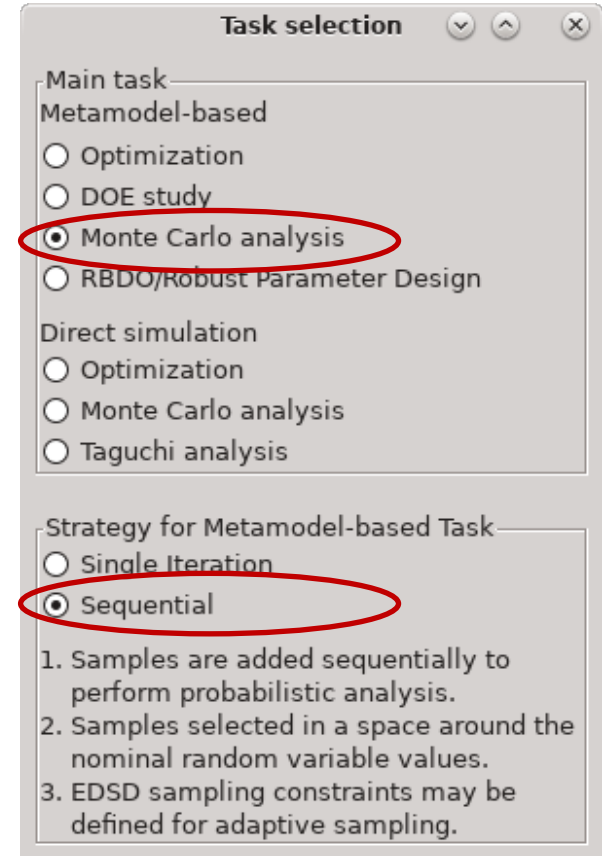 Task selection
Main task
Metamodel-based
Optimization
DOE study
Monte Carlo analysis
RBDO/Robust Parameter Design
Direct simulation
Optimization
Monte Carlo analysis
Taguchi analysis
Strategy for Metamodel-based Task
Single Iteration
Sequential
1. Samples are added sequentially to
perform probabilistic analysis.
2. Samples selected in a space around the
nominal random variable values.
3. EDSD sampling constraints may be
defined for adaptive sampling.